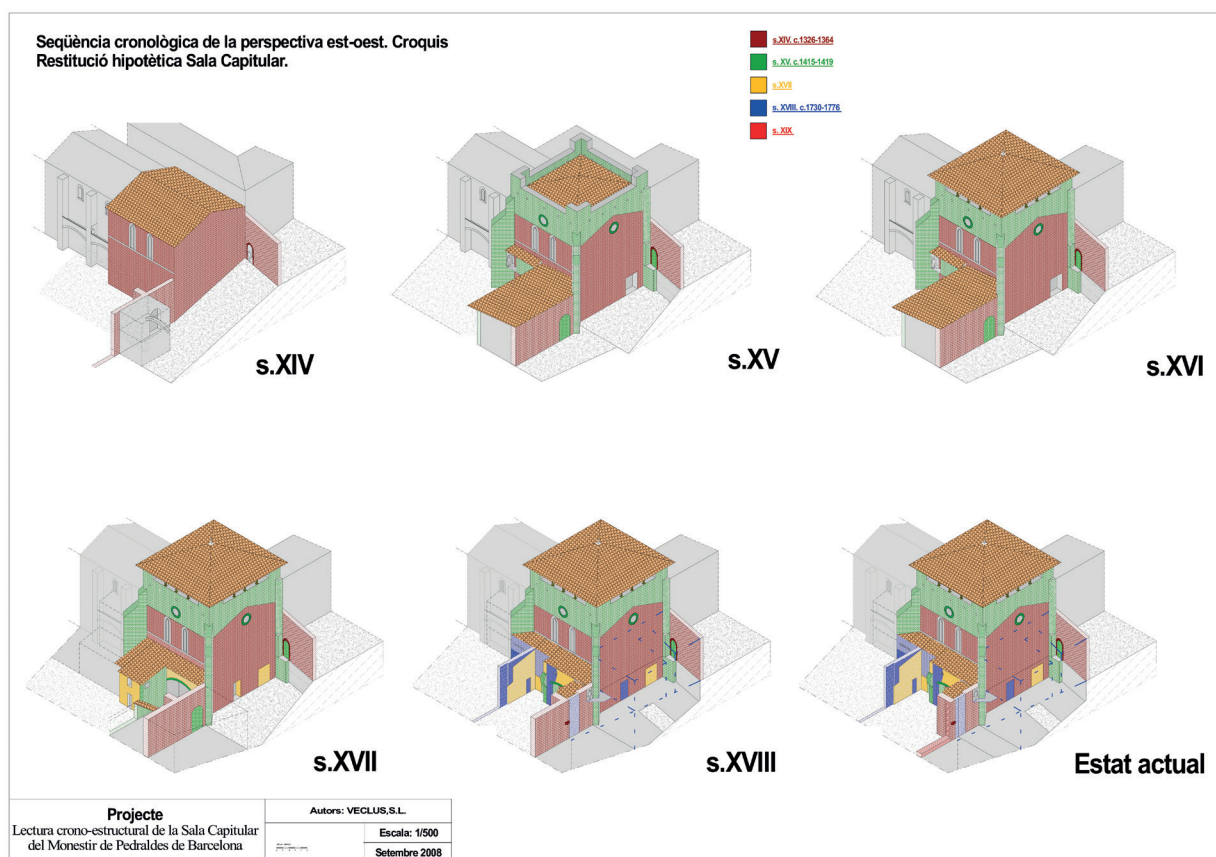 Seqüència cronològica de la perspectiva est-oest. Croquis
Restitució hipotètica Sala Capitular.
s.XIV. c.1326-1364
s. XV. c.1415-1419
s.XVII
s. XVIII. c.1730-1776
s. XIX
s.XIV
s.XV
s.XVI
s.XVII
s.XVIII
Estat actual
Projecte
Lectura crono-estructural de la Sala Capitular
del Monestir de Pedraldes de Barcelona
Autors: VECLUS,S.L.
Escala: 1/500
Setembre 2008